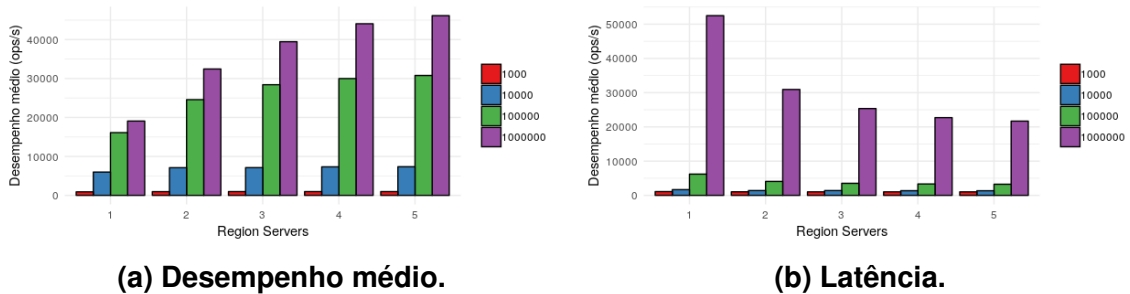 Desempenho médio (ops/s)
40000
30000
20000
10000
0
1 2 3 4 5
Region Servers
1000
10000
100000
1000000
(a) Desempenho médio.
Desempenho médio (ops/s)
50000
40000
30000
20000
10000
0
1 2 3 4 5
Region Servers
1000
10000
100000
1000000
(b) Latência.